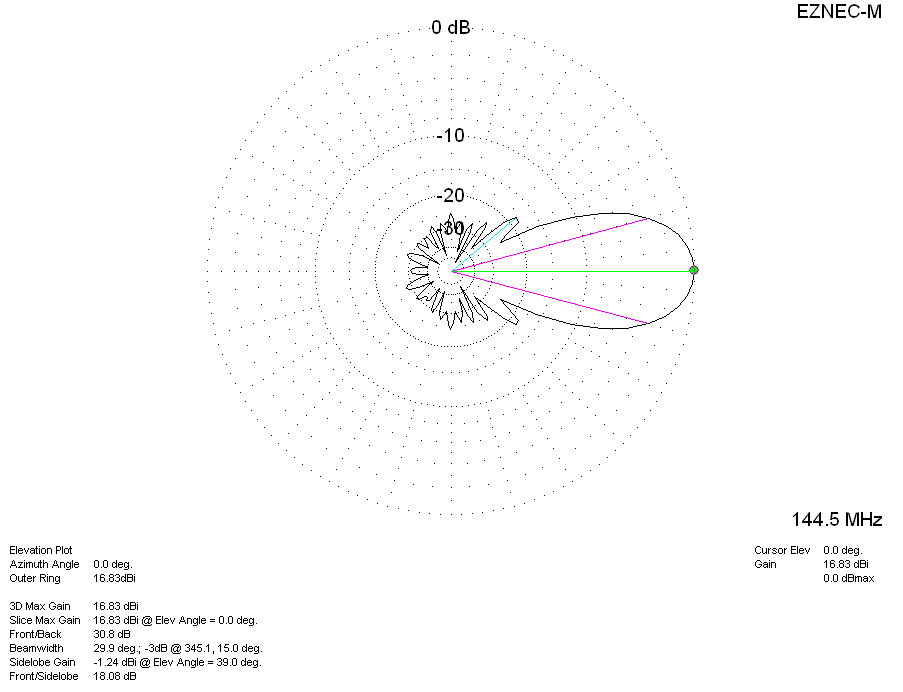 EZNEC-M
0 dB
-10
-20
-30
144.5 MHz
Elevation Plot
Azimuth Angle 0.0 deg.
Outer Ring 16.83dBi
3D Max Gain 16.83 dBi
Slice Max Gain 16.83 dBi @ Elev Angle = 0.0 deg.
Front/Back 30.8 dB
Beamwidth 29.9 deg.; -3dB @ 345.1, 15.0 deg.
Sidelobe Gain -1.24 dBi @ Elev Angle = 39.0 deg.
Front/Sidelobe 18.08 dB
Cursor Elev 0.0 deg.
Gain 16.83 dBi
0.0 dBmax